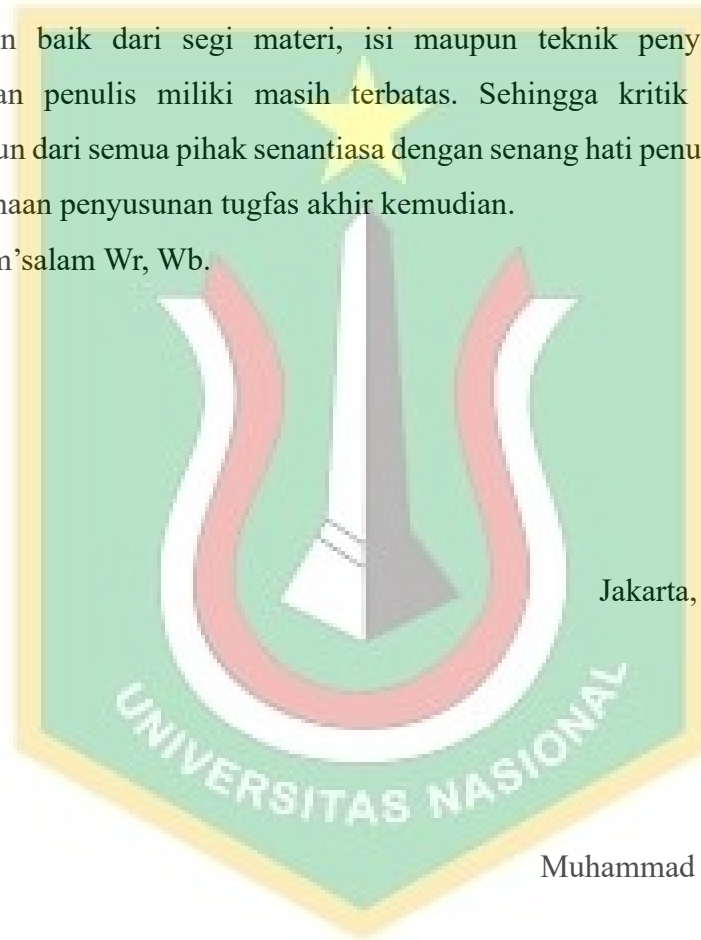 n baik dari segi materi, isi maupun teknik peny
an penulis miliki masih terbatas. Sehingga kritik
un dari semua pihak senantiasa dengan senang hati penu
naan penyusunan tugfas akhir kemudian.
m’salam Wr, Wb.
Jakarta,
UNIVERSITAS NASIONAL
Muhammad